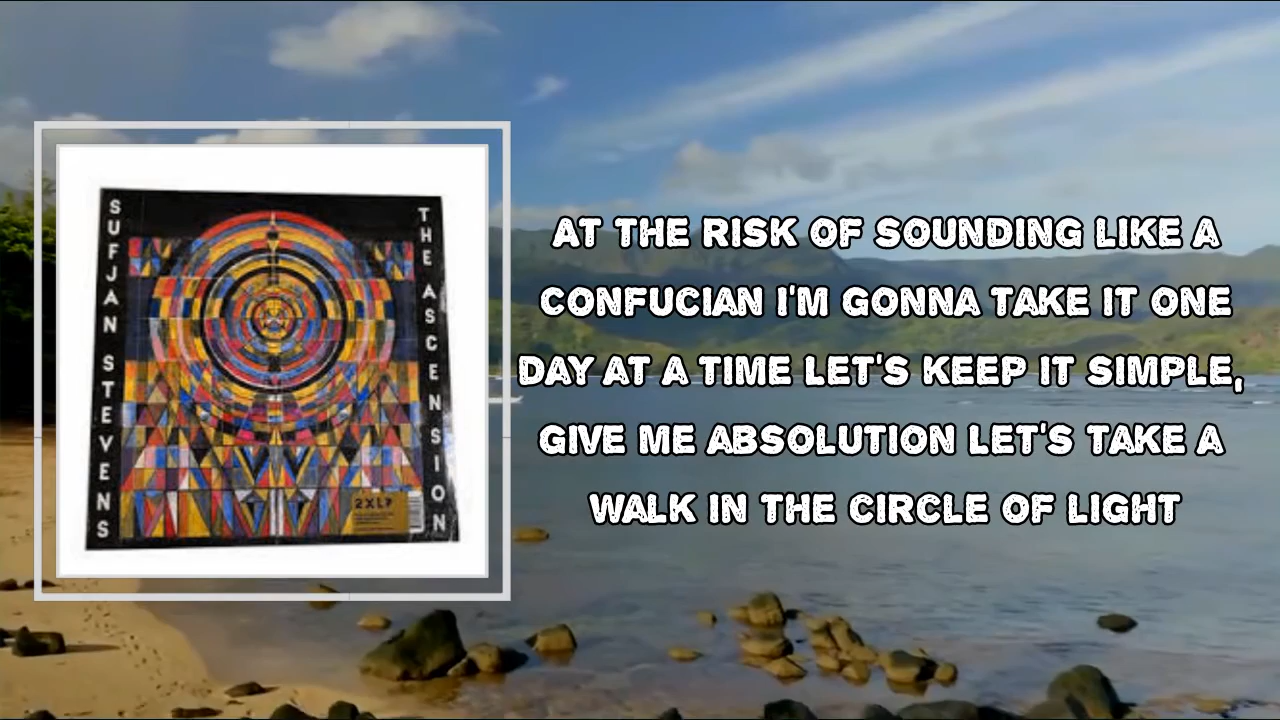 SUFJAN STEVENS
THE ASCENSION
2XLP
AT THE RISK OF SOUNDING LIKE A
CONFUCIAN I'M GONNA TAKE IT ONE
DAY AT A TIME LET'S KEEP IT SIMPLE,
GIVE ME ABSOLUTION LET'S TAKE A
WALK IN THE CIRCLE OF LIGHT